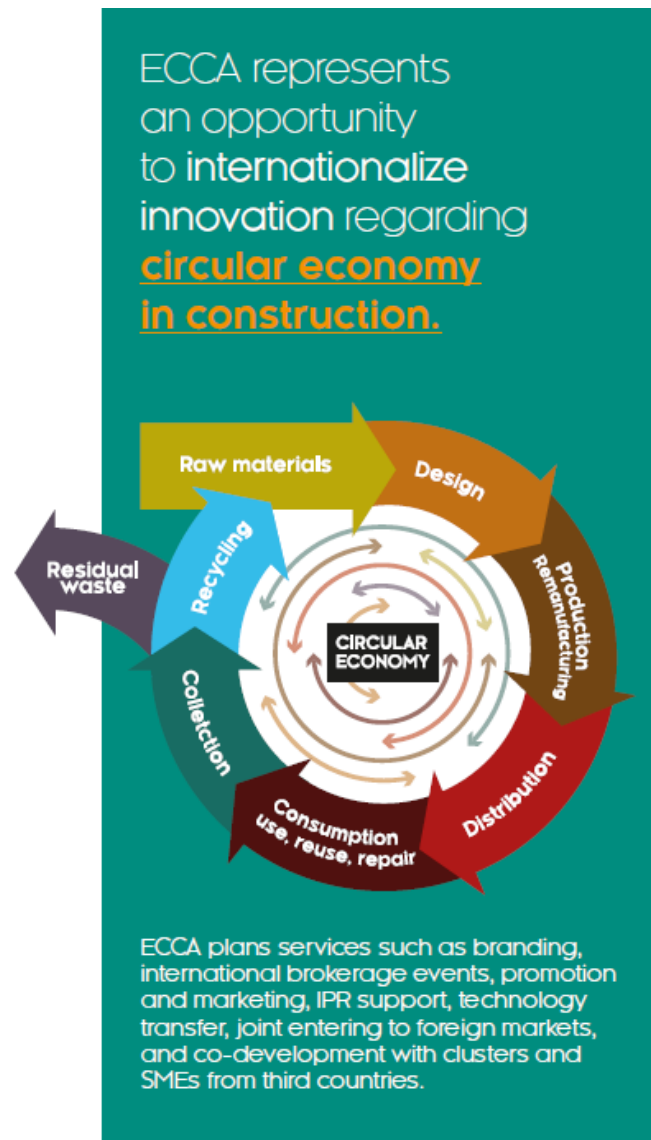 ECCA represents
an opportunity
to internationalize
innovation regarding
circular economy
in construction.
Raw materials
Design
Production
Remanufacturing
Distribution
Consumption
use, reuse, repair
Colletction
Recycling
Residual
waste
CIRCULAR
ECONOMY
ECCA plans services such as branding,
international brokerage events, promotion
and marketing, IPR support, technology
transfer, joint entering to foreign markets,
and co-development with clusters and
SMEs from third countries.